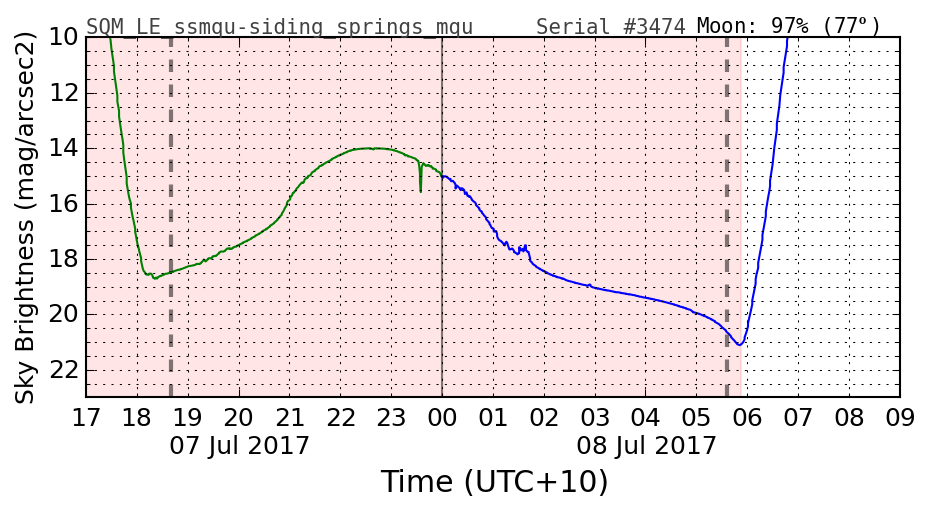 SQM_LE_ssmqu-siding_springs_mqu Serial #3474 Moon: 97% (77°)
10
12
14
16
18
20
22
Sky Brightness (mag/arcsec2)
17 18 19 20 21 22 23 00 01 02 03 04 05 06 07 08 09
07 Jul 2017 08 Jul 2017
Time (UTC+10)